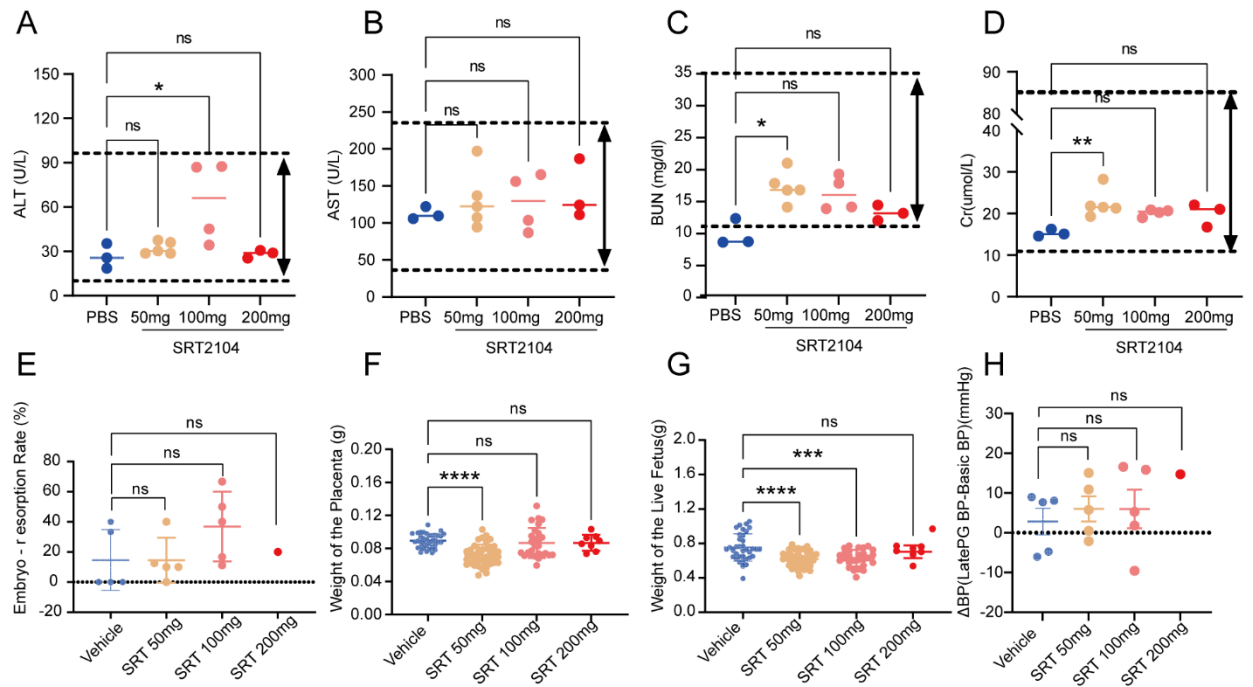 A
ns
*
ns
ALT (U/L)
150
120
90
60
30
0
PBS 50mg 100mg 200mg
SRT2104
B
ns
ns
ns
AST (U/L)
300
250
200
150
100
50
0
PBS 50mg 100mg 200mg
SRT2104
C
ns
ns
*
BUN (mg/dl)
35
30
25
20
15
10
5
0
PBS 50mg 100mg 200mg
SRT2104
D
ns
ns
**
Cr(umol/L)
90
80
40
30
20
10
0
PBS 50mg 100mg 200mg
SRT2104
E
ns
ns
ns
Embryo - r esorption Rate (%)
80
60
40
20
0
-20
Vehicle
SRT 50mg
SRT 100mg
SRT 200mg
F
ns
ns
****
Weight of the Placenta (g)
0.20
0.16
0.12
0.08
0.04
0.00
Vehicle
SRT 50mg
SRT 100mg
SRT 200mg
G
ns
***
****
Weight of the Live Fetus(g)
2.0
1.6
1.2
0.8
0.4
0.0
Vehicle
SRT 50mg
SRT 100mg
SRT 200mg
H
ns
ns
ns
ΔBP(LatePG BP-Basic BP)(mmHg)
30
20
10
0
-10
-20
Vehicle
SRT 50mg
SRT 100mg
SRT 200mg